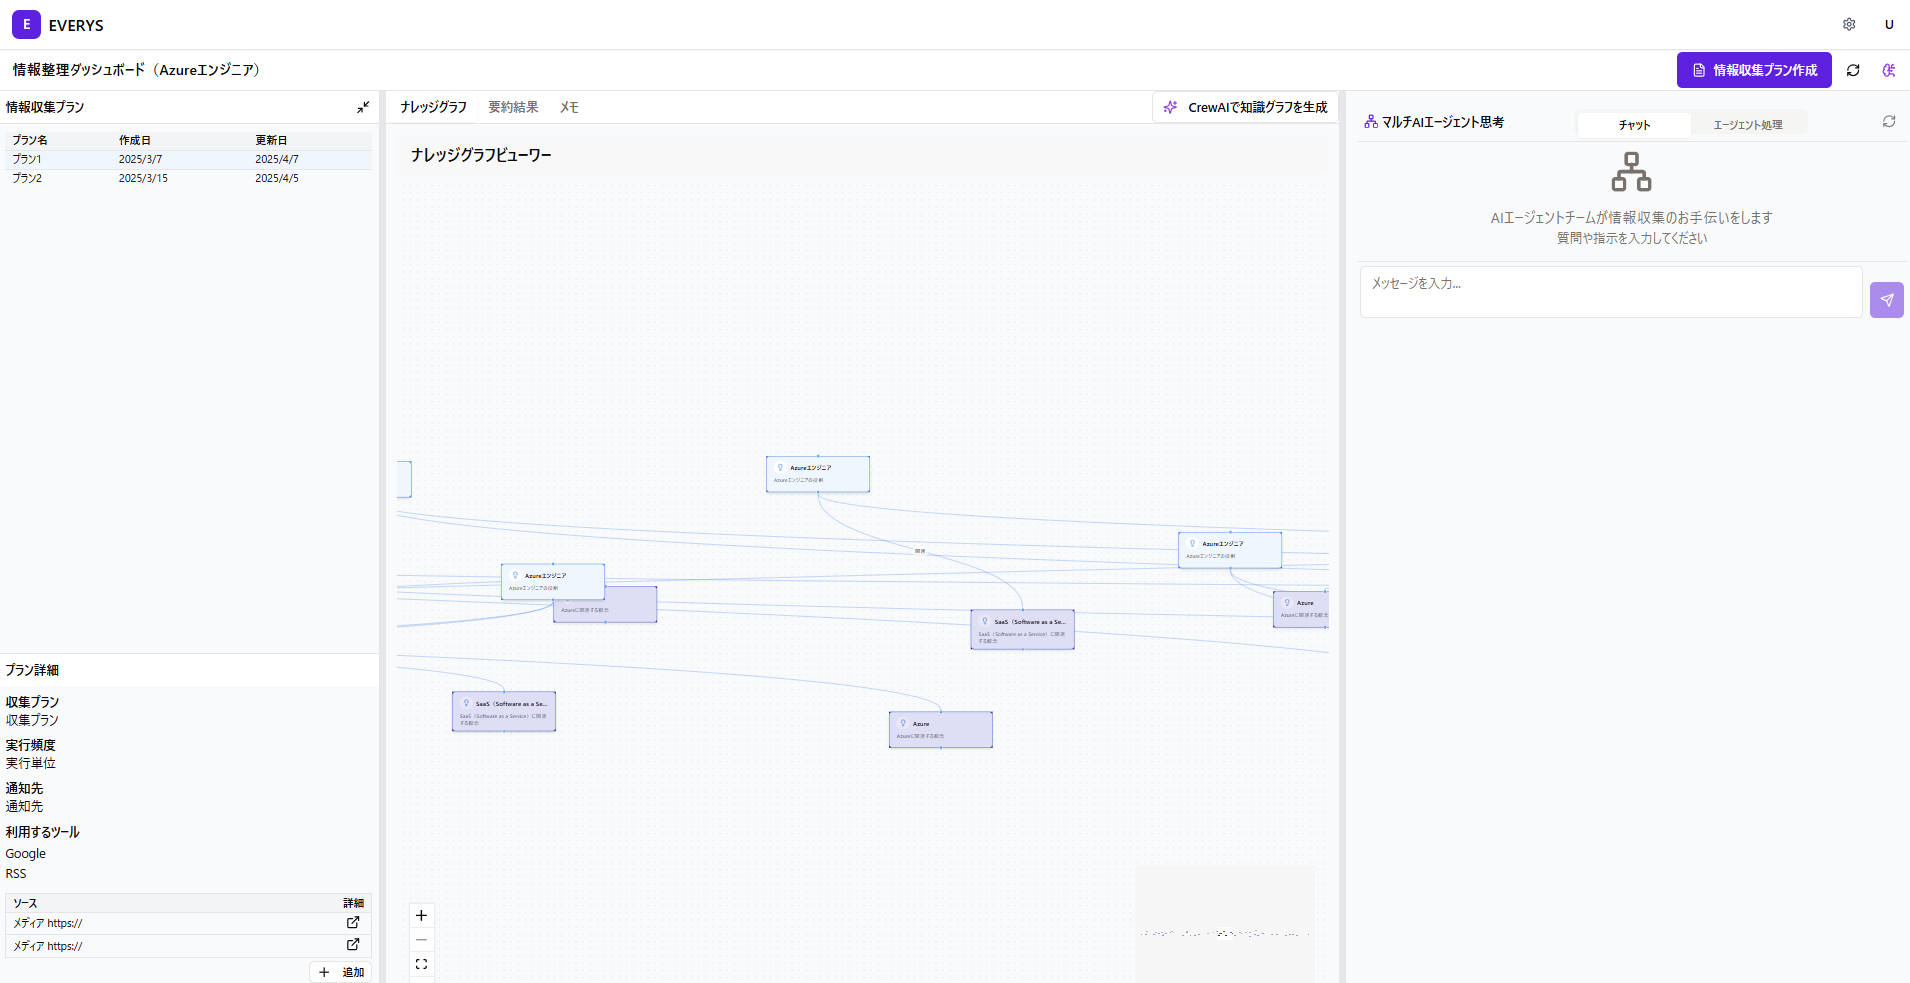 E EVERYS
U
情報整理ダッシュボード（Azureエンジニア）
情報収集プラン作成
情報収集プラン
プラン名 作成日 更新日
プラン1 2025/3/7 2025/4/7
プラン2 2025/3/15 2025/4/5
プラン詳細
収集プラン
収集プラン
実行頻度
実行単位
通知先
通知先
利用するツール
Google
RSS
ソース 詳細
メディア https://
メディア https://
追加
ナレッジグラフ 要約結果 メモ
CrewAIで知識グラフを生成
ナレッジグラフビューワー
Azureエンジニア
Azureエンジニアの役割
関連
Azureエンジニア
Azureエンジニアの役割
Azureエンジニア
Azureエンジニアの役割
Azureに関連する概念
SaaS（Software as a Se...
SaaS（Software as a Service）に関連
する概念
Azure
Azureに関連する概念
SaaS（Software as a Se...
SaaS（Software as a Service）に関連
する概念
Azure
Azureに関連する概念
マルチAIエージェント思考
チャット エージェント処理
AIエージェントチームが情報収集のお手伝いをします
質問や指示を入力してください
メッセージを入力...